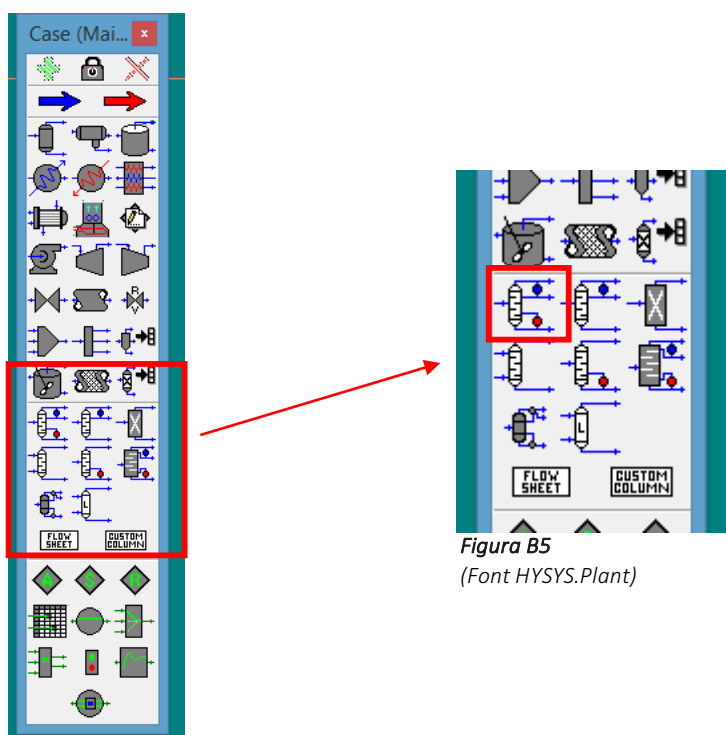 Case (Mai... x
R
V
FLOW SHEET CUSTOM COLUMN
A S R
L
L
FLOW SHEET CUSTOM COLUMN
Figura B5
(Font HYSYS.Plant)